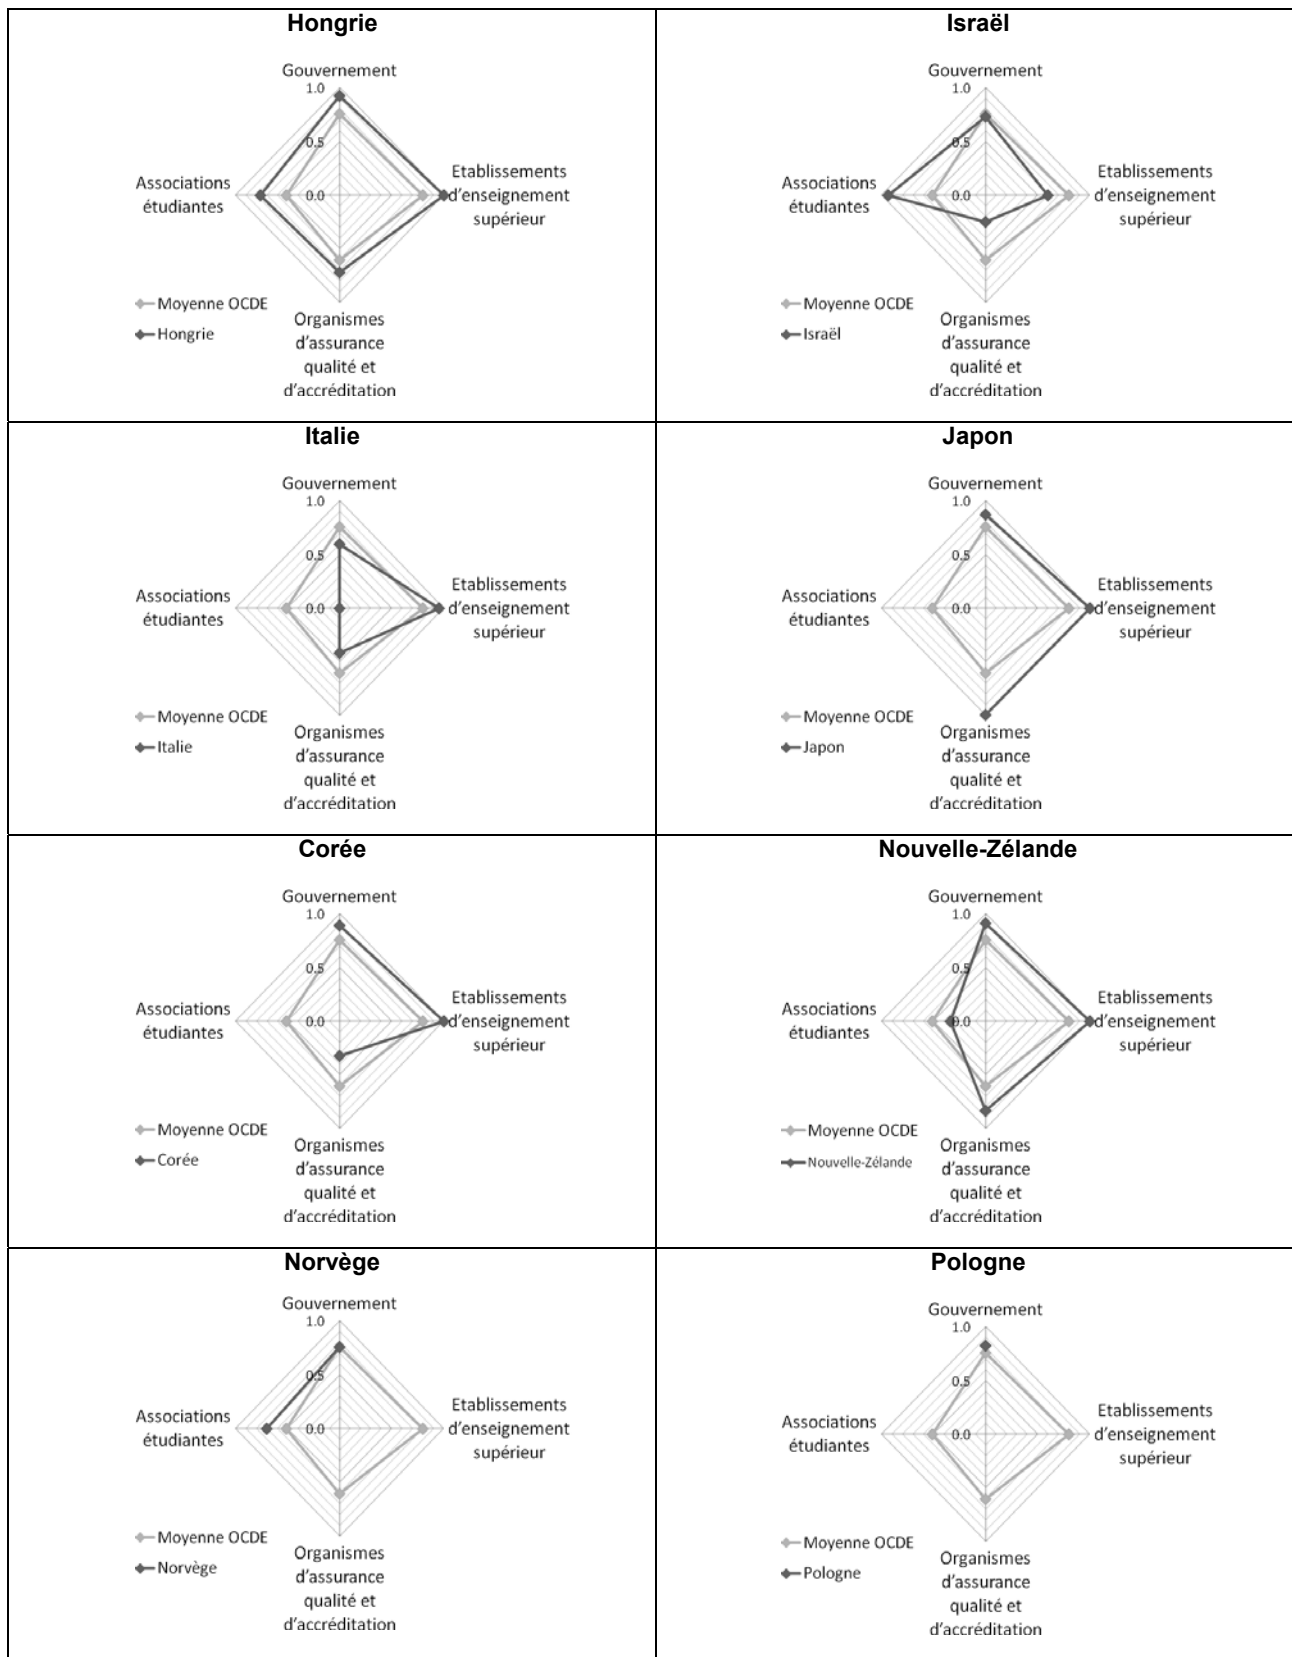 Hongrie
Gouvernement
1.0
0.5
0.0
Associations
étudiantes
Etablissements
d'enseignement
supérieur
Moyenne OCDE
Hongrie
Organismes
d'assurance
qualité et
d'accréditation
Israël
Gouvernement
1.0
0.5
0.0
Associations
étudiantes
Etablissements
d'enseignement
supérieur
Moyenne OCDE
Israël
Organismes
d'assurance
qualité et
d'accréditation
Italie
Gouvernement
1.0
0.5
0.0
Associations
étudiantes
Etablissements
d'enseignement
supérieur
Moyenne OCDE
Italie
Organismes
d'assurance
qualité et
d'accréditation
Japon
Gouvernement
1.0
0.5
0.0
Associations
étudiantes
Etablissements
d'enseignement
supérieur
Moyenne OCDE
Japon
Organismes
d'assurance
qualité et
d'accréditation
Corée
Gouvernement
1.0
0.5
0.0
Associations
étudiantes
Etablissements
d'enseignement
supérieur
Moyenne OCDE
Corée
Organismes
d'assurance
qualité et
d'accréditation
Nouvelle-Zélande
Gouvernement
1.0
0.5
0.0
Associations
étudiantes
Etablissements
d'enseignement
supérieur
Moyenne OCDE
Nouvelle-Zélande
Organismes
d'assurance
qualité et
d'accréditation
Norvège
Gouvernement
1.0
0.5
0.0
Associations
étudiantes
Etablissements
d'enseignement
supérieur
Moyenne OCDE
Norvège
Organismes
d'assurance
qualité et
d'accréditation
Pologne
Gouvernement
1.0
0.5
0.0
Associations
étudiantes
Etablissements
d'enseignement
supérieur
Moyenne OCDE
Pologne
Organismes
d'assurance
qualité et
d'accréditation